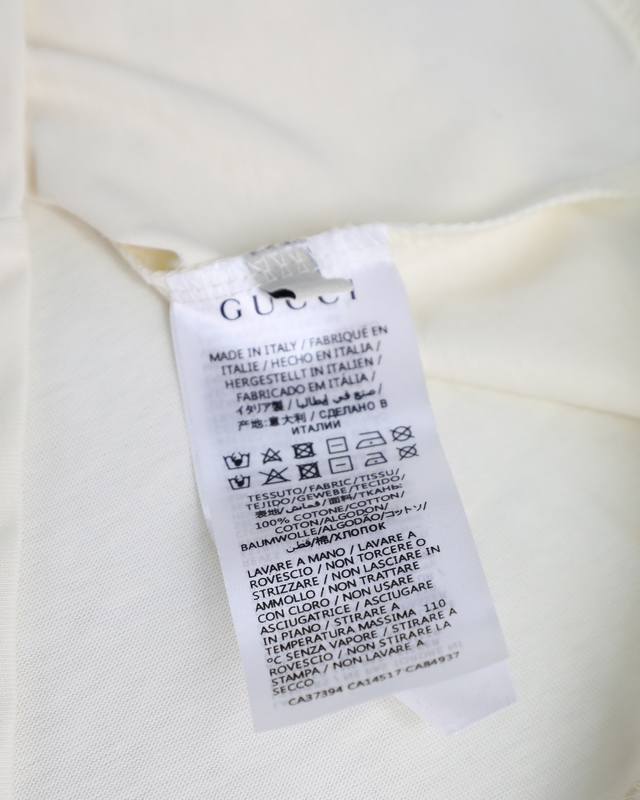 GUCCI
MADE IN ITALY / FABRIQUÉ EN
ITALIE / HECHO EN ITALIA /
HERGESTELLT IN ITALIEN /
FABRICADO EM ITÁLIA /
イタリア製 / صنع في إيطاليا /
产地:意大利 / СДЕЛАНО В
ИТАЛИИ
TESSUTO/FABRIC/TISSU/
TEJIDO/GEWEBE/TECIDO/
表地/قماش/面料/ТКАНЬ:
100% COTONE/COTTON/
COTON/ALGODON/
BAUMWOLLE/ALGODÃO/コットン/
قطن/棉/ХЛОПОК
LAVARE A MANO / LAVARE A
ROVESCIO / NON TORCERE O
STRIZZARE / NON LASCIARE IN
AMMOLLO / NON TRATTARE
CON CLORO / NON USARE
ASCIUGATRICE / ASCIUGARE
IN PIANO / STIRARE A
TEMPERATURA MASSIMA 110
°C SENZA VAPORE / STIRARE A
ROVESCIO / NON STIRARE LA
STAMPA / NON LAVARE A
SECCO
CA37394 CA14517 CA84937